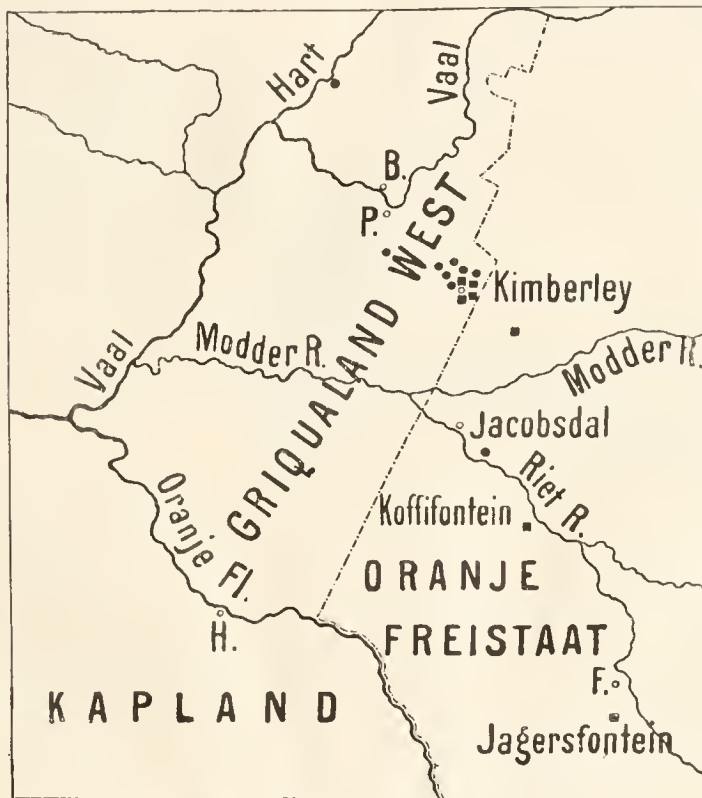 Hart
Vaal
B.
P.
GRIQUALAND WEST
Kimberley
Vaal
Modder R.
Modder R.
Jacobsdal
Riet R.
Koffifontein
Oranje Fl.
ORANJE
FREISTAAT
H.
F.
KAPLAND
Jagersfontein